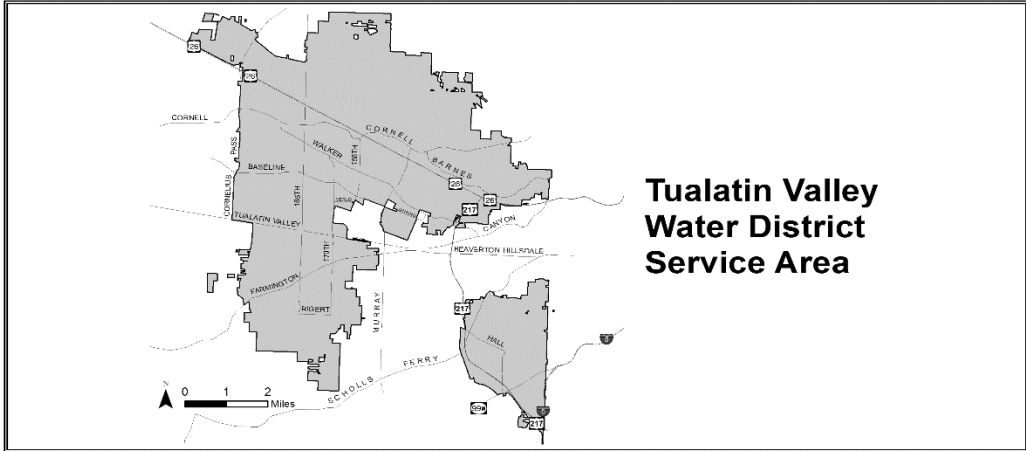 26
26
CORNELL
CORNELL
PASS
WALKER
158TH
BARNES
BASELINE
26
26
CORNELIUS
185TH
217
TUALATIN VALLEY
CANYON
170TH
BEAVERTON HILLSDALE
FARMINGTON
RIGERT
MURRAY
217
HALL
5
SCHOLLS FERRY
N
0 1 2
Miles
99W
5
217
Tualatin Valley
Water District
Service Area